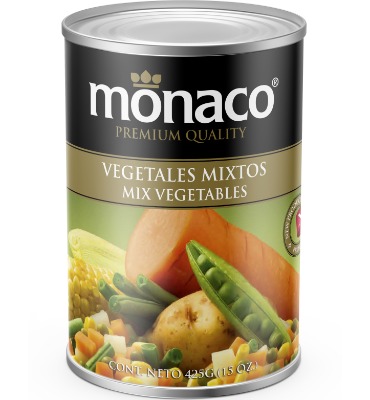 monaco®
PREMIUM QUALITY
VEGETALES MIXTOS
MIX VEGETABLES
CONT. NETO 425G (15 OZ)